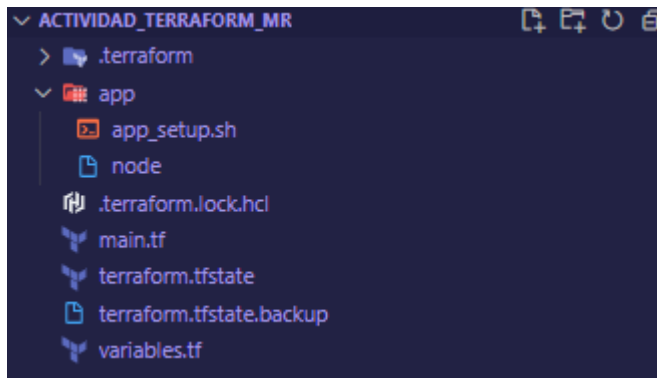 ACTIVIDAD_TERRAFORM_MR
.terraform
app
app_setup.sh
node
.terraform.lock.hcl
main.tf
terraform.tfstate
terraform.tfstate.backup
variables.tf